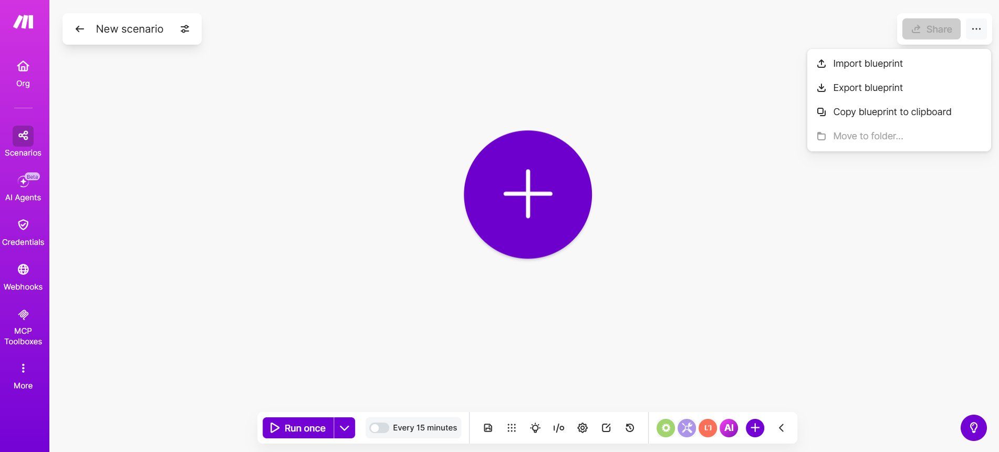 New scenario
Share
Import blueprint
Export blueprint
Copy blueprint to clipboard
Move to folder...
Org
Scenarios
Beta
AI Agents
Credentials
Webhooks
MCP
Toolboxes
More
Run once
Every 15 minutes
AI